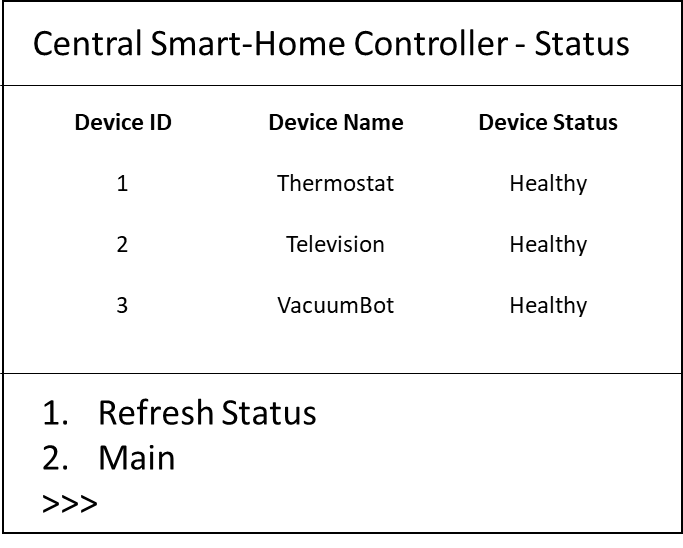 Central Smart-Home Controller - Status
Device ID Device Name Device Status
1 Thermostat Healthy
2 Television Healthy
3 VacuumBot Healthy
1. Refresh Status
2. Main
>>>